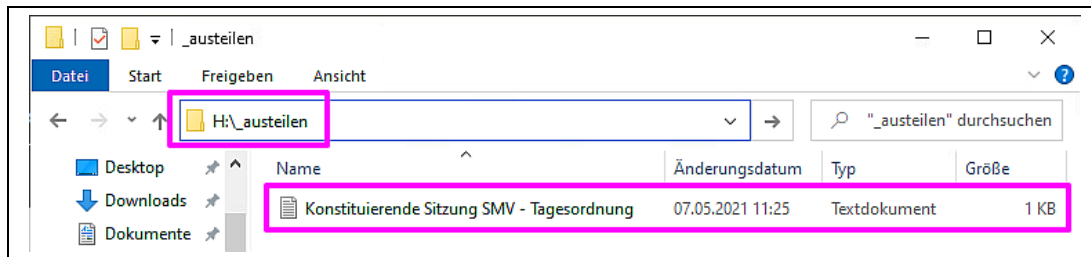 _austeilen
Datei Start Freigeben Ansicht
H:\_austeilen
"_austeilen" durchsuchen
Desktop
Name Änderungsdatum Typ Größe
Downloads
Konstituierende Sitzung SMV - Tagesordnung 07.05.2021 11:25 Textdokument 1 KB
Dokumente